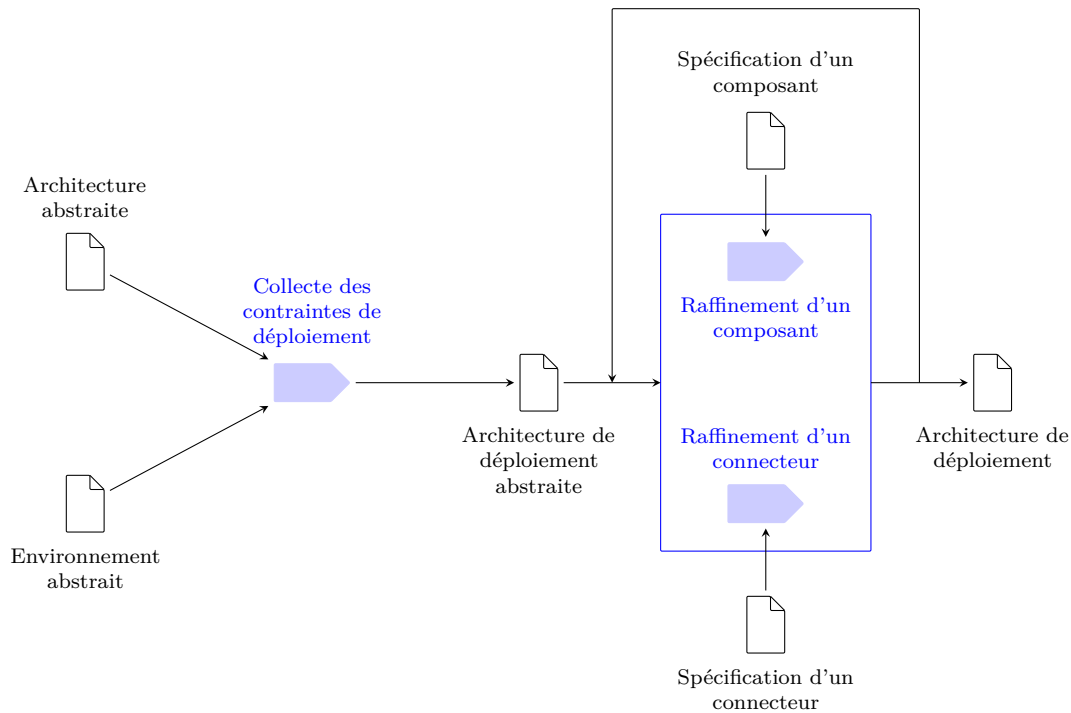 Spécification d'un
composant
Architecture
abstraite
Collecte des
contraintes de
déploiement
Raffinement d'un
composant
Architecture de
déploiement
abstraite
Raffinement d'un
connecteur
Architecture de
déploiement
Environnement
abstrait
Spécification d'un
connecteur